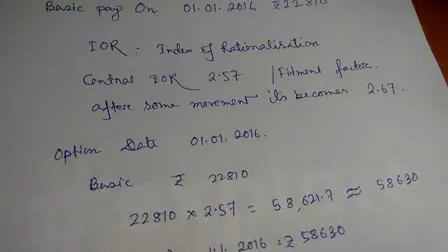 Basic pay on 01.01.2016 ₹22810
IOR : Index of Rationalisation
Central IOR 2.57 / Fitment factor.
after some movement its becomes 2.67.
Option Date 01.01.2016.
Basic ₹ 22810
22810 × 2.57 = 58,621.7 ≈ 58630
1.1.2016 = ₹ 58630